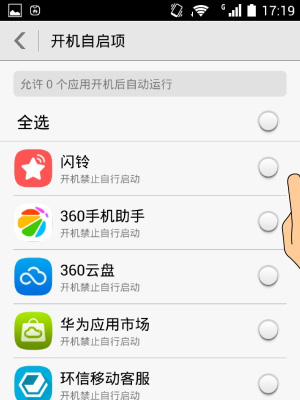 G
17:19
开机自启项
允许 0 个应用开机后自动运行
全选
闪铃
开机禁止自行启动
360手机助手
开机禁止自行启动
360云盘
开机禁止自行启动
华为应用市场
开机禁止自行启动
环信移动客服
开机禁止自行启动